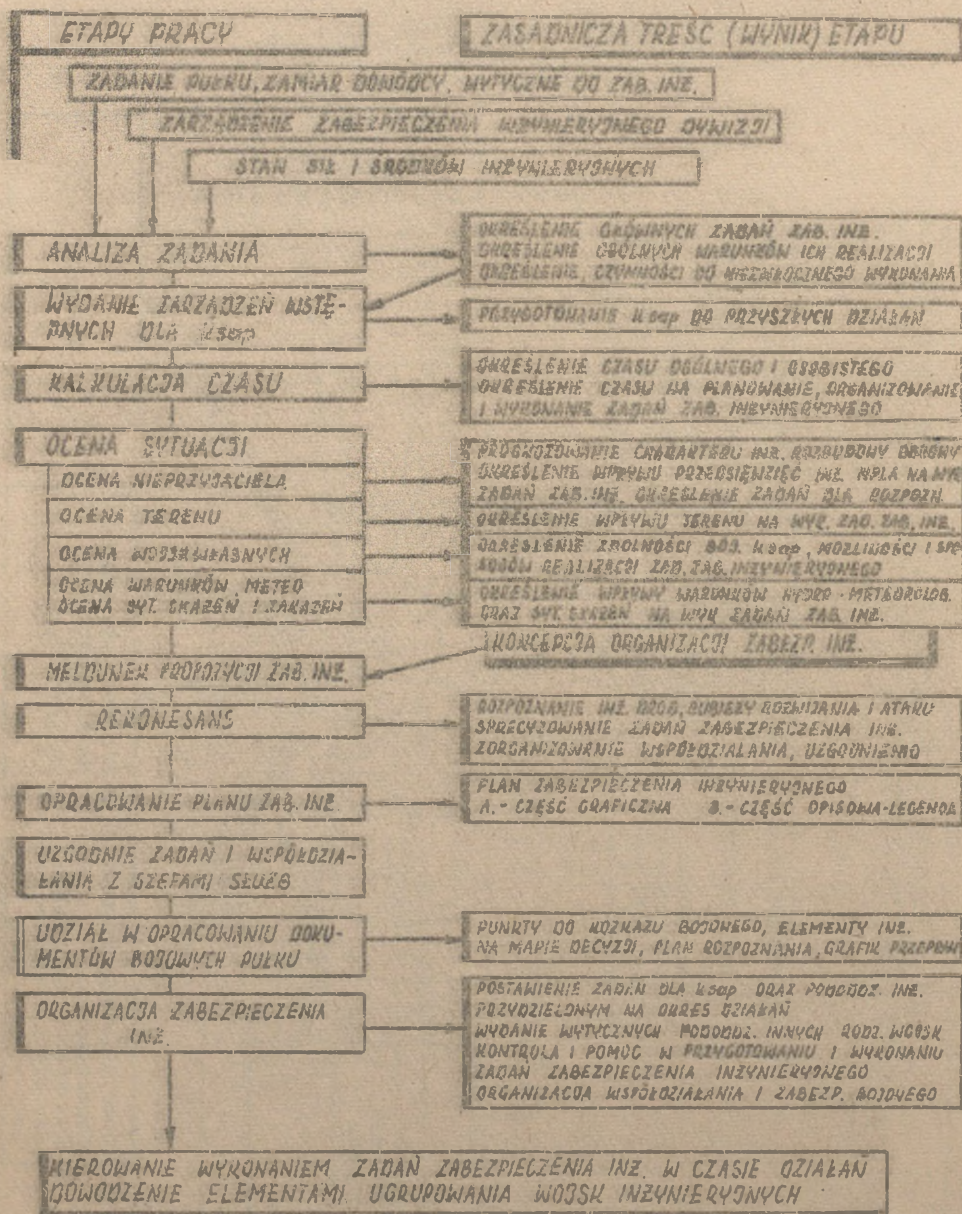 ETAPY PRACY
ZASADNICZA TREŚĆ (WYNIK) ETAPU
ZADANIE PUŁKU, ZAMIAR DOWÓDCY, WYTYCZNE DO ZAB. INŻ.
ZARZĄDZENIE ZABEZPIECZENIA INŻYNIERYJNEGO DYWIZJI
STAN SIŁ I ŚRODKÓW INŻYNIERYJNYCH
ANALIZA ZADANIA
OKREŚLENIE GŁÓWNYCH ZADAŃ ZAB. INŻ.
OKREŚLENIE OGÓLNYCH WARUNKÓW ICH REALIZACJI
OKREŚLENIE, CZYNNOŚCI DO NIEZWŁOCZNEGO WYKONANIA
WYDANIE ZARZĄDZEŃ WSTĘ-
PNYCH DLA ksap
PRZYGOTOWANIE ksap DO PRZYSZŁYCH DZIAŁAŃ
KALKULACJA CZASU
OKREŚLENIE CZASU OGÓLNEGO I OSOBISTEGO
OKREŚLENIE CZASU NA PLANOWANIE, ORGANIZOWANIE
I WYKONANIE ZADAŃ ZAB. INŻYNIERYJNEGO
OCENA SYTUACJI
OCENA NIEPRZYJACIELA
PROGNOZOWANIE CHARAKTERU INŻ. ROZBUDOWY OBRONY
OKREŚLENIE WPŁYWU PRZEDSIĘWZIĘĆ INŻ. NPLA NA WYK
ZADAŃ ZAB. INŻ. OKREŚLENIE ZADAŃ DLA ROZPOZN.
OCENA TERENU
OKREŚLENIE WPŁYWU TERENU NA WYK. ZAD. ZAB. INŻ.
OCENA WOJSK WŁASNYCH
OKREŚLENIE ZDOLNOŚCI BOJ. ksap, MOŻLIWOŚCI I SPO
SOBÓW REALIZACJI ZAD. ZAB. INŻYNIERYJNEGO
OCENA WARUNKÓW METEO
OCENA SYT. SKAŻEŃ I ZAKAŻEŃ
OKREŚLENIE WPŁYWU WARUNKÓW HYDRO-METEOROLOG.
ORAZ SYT. SKAŻEŃ NA WYK ZADAŃ ZAB. INŻ.
KONCEPCJA ORGANIZACJI ZABEZP. INŻ.
MELDUNEK PROPOZYCJI ZAB. INŻ.
REKONESANS
ROZPOZNANIE INŻ. DRÓG, RUBIEŻY ROZWIJANIA I ATAKU
SPRECYZOWANIE ZADAŃ ZABEZPIECZENIA INŻ.
ZORGANIZOWANIE WSPÓŁDZIAŁANIA, UZGODNIENIO
OPRACOWANIE PLANU ZAB. INŻ.
PLAN ZABEZPIECZENIA INŻYNIERYJNEGO
A. - CZĘŚĆ GRAFICZNA B. - CZĘŚĆ OPISOWA-LEGENDA
UZGODNIE ZADAŃ I WSPÓŁDZIA-
ŁANIA Z SZEFAMI SŁUŻB
UDZIAŁ W OPRACOWANIU DOKU-
MENTÓW BOJOWYCH PUŁKU
PUNKTY DO ROZKAZU BOJOWEGO, ELEMENTY INŻ.
NA MAPIE DECYZJI, PLAN ROZPOZNANIA, GRAFIK PRZEPRAW
ORGANIZACJA ZABEZPIECZENIA
INŻ.
POSTAWIENIE ZADAŃ DLA ksap ORAZ PODODDZ. INŻ.
PRZYDZIELONYM NA OKRES DZIAŁAŃ
WYDANIE WYTYCZNYCH PODODDZ. INNYCH RODZ. WOJSK
KONTROLA I POMOC W PRZYGOTOWANIU I WYKONANIU
ZADAŃ ZABEZPIECZENIA INŻYNIERYJNEGO
ORGANIZACJA WSPÓŁDZIAŁANIA I ZABEZP. BOJOWEGO
KIEROWANIE WYKONANIEM ZADAŃ ZABEZPIECZENIA INŻ. W CZASIE DZIAŁAŃ
DOWODZENIE ELEMENTAMI UGRUPOWANIA WOJSK INŻYNIERYJNYCH